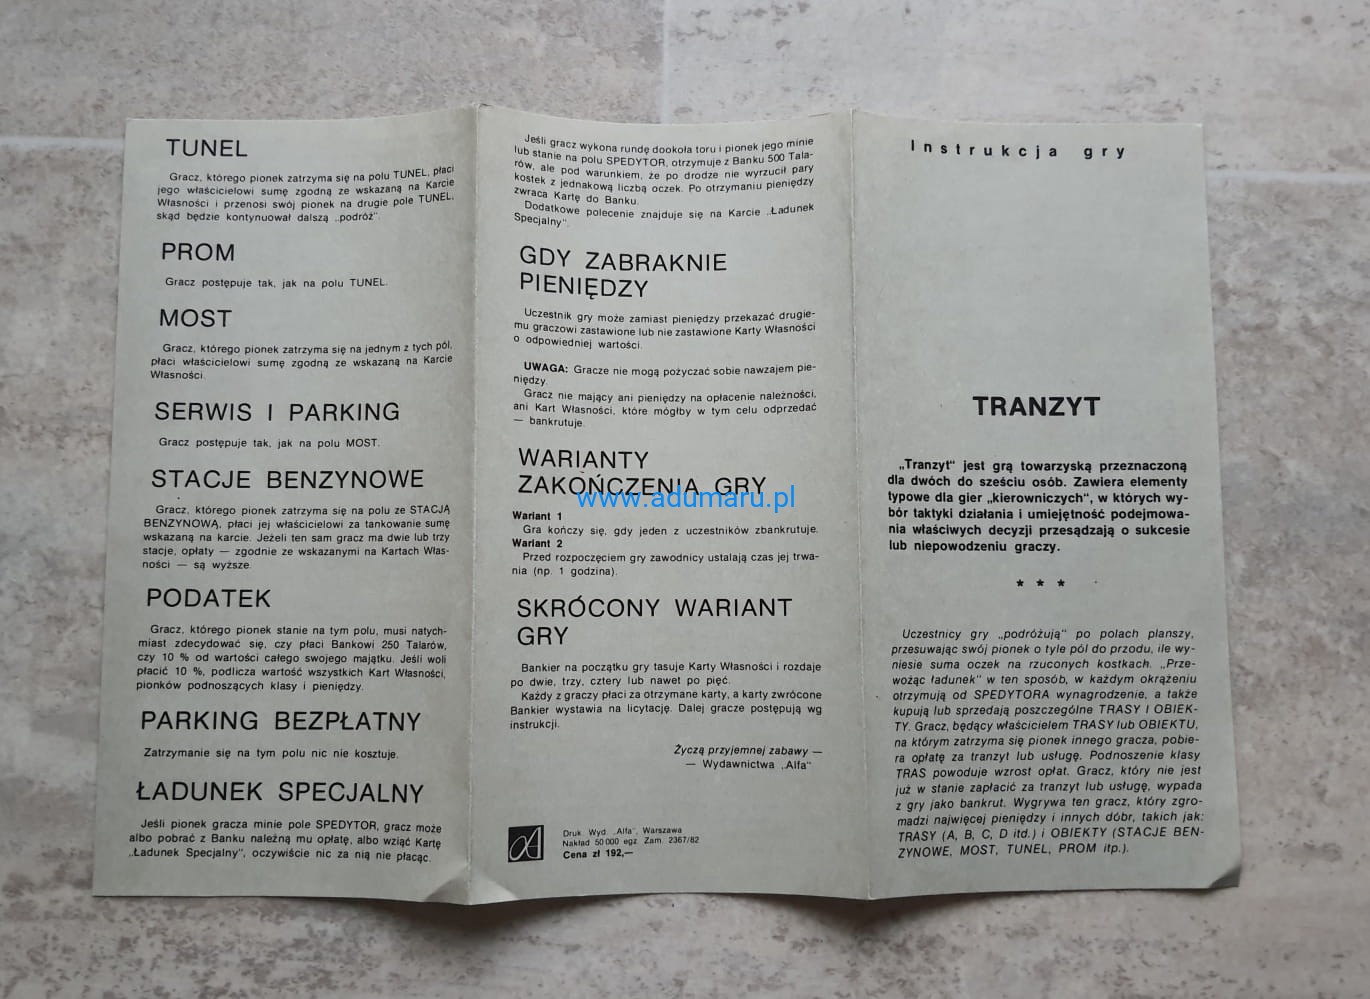 TUNEL
Gracz, którego pionek zatrzyma się na polu TUNEL, płaci
jego właścicielowi sumę zgodną ze wskazaną na Karcie
Własności i przenosi swój pionek na drugie pole TUNEL,
skąd będzie kontynuował dalszą „podróż".
PROM
Gracz postępuje tak, jak na polu TUNEL.
MOST
Gracz, którego pionek zatrzyma się na jednym z tych pól,
płaci właścicielowi sumę zgodną ze wskazaną na Karcie
Własności.
SERWIS I PARKING
Gracz postępuje tak, jak na polu MOST.
STACJE BENZYNOWE
Gracz, którego pionek zatrzyma się na polu ze STACJĄ
BENZYNOWĄ, płaci jej właścicielowi za tankowanie sumę
wskazaną na karcie. Jeżeli ten sam gracz ma dwie lub trzy
stacje, opłaty — zgodnie ze wskazanymi na Kartach Włas-
ności — są wyższe.
PODATEK
Gracz, którego pionek stanie na tym polu, musi natych-
miast zdecydować się, czy płaci Bankowi 250 Talarów,
czy 10 % od wartości całego swojego majątku. Jeśli woli
płacić 10 %, podlicza wartość wszystkich Kart Własności,
pionków podnoszących klasy i pieniędzy.
PARKING BEZPŁATNY
Zatrzymanie się na tym polu nic nie kosztuje.
ŁADUNEK SPECJALNY
Jeśli pionek gracza minie pole SPEDYTOR, gracz może
albo pobrać z Banku należną mu opłatę, albo wziąć Kartę
„Ładunek Specjalny", oczywiście nic za nią nie płacąc.
Jeśli gracz wykona rundę dookoła toru i pionek jego minie
lub stanie na polu SPEDYTOR, otrzymuje z Banku 500 Tala-
rów, ale pod warunkiem, że po drodze nie wyrzucił pary
kostek z jednakową liczbą oczek. Po otrzymaniu pieniędzy
zwraca Kartę do Banku.
Dodatkowe polecenie znajduje się na Karcie „Ładunek
Specjalny".
GDY ZABRAKNIE
PIENIĘDZY
Uczestnik gry może zamiast pieniędzy przekazać drugie-
mu graczowi zastawione lub nie zastawione Karty Własności
o odpowiedniej wartości.
UWAGA: Gracze nie mogą pożyczać sobie nawzajem pie-
niędzy.
Gracz nie mający ani pieniędzy na opłacenie należności,
ani Kart Własności, które mógłby w tym celu odprzedać
— bankrutuje.
WARIANTY
ZAKOŃCZENIA GRY
www.adumaru.pl
Wariant 1
Gra kończy się, gdy jeden z uczestników zbankrutuje.
Wariant 2
Przed rozpoczęciem gry zawodnicy ustalają czas jej trwa-
nia (np. 1 godzina).
SKRÓCONY WARIANT
GRY
Bankier na początku gry tasuje Karty Własności i rozdaje
po dwie, trzy, cztery lub nawet po pięć.
Każdy z graczy płaci za otrzymane karty, a karty zwrócone
Bankier wystawia na licytację. Dalej gracze postępują wg
instrukcji.
Życzą przyjemnej zabawy —
— Wydawnictwa „Alfa"
Druk. Wyd. „Alfa", Warszawa
Nakład 50 000 egz. Zam. 2367/82
Cena zł 192,—
Instrukcja gry
TRANZYT
„Tranzyt" jest grą towarzyską przeznaczoną
dla dwóch do sześciu osób. Zawiera elementy
typowe dla gier „kierowniczych", w których wy-
bór taktyki działania i umiejętność podejmowa-
nia właściwych decyzji przesądzają o sukcesie
lub niepowodzeniu graczy.
* * *
Uczestnicy gry „podróżują" po polach planszy,
przesuwając swój pionek o tyle pól do przodu, ile wy-
niesie suma oczek na rzuconych kostkach. „Prze-
wożąc ładunek" w ten sposób, w każdym okrążeniu
otrzymują od SPEDYTORA wynagrodzenie, a także
kupują lub sprzedają poszczególne TRASY I OBIEK-
TY. Gracz, będący właścicielem TRASY lub OBIEKTU,
na którym zatrzyma się pionek innego gracza, pobie-
ra opłatę za tranzyt lub usługę. Podnoszenie klasy
TRAS powoduje wzrost opłat. Gracz, który nie jest
już w stanie zapłacić za tranzyt lub usługę, wypada
z gry jako bankrut. Wygrywa ten gracz, który zgro-
madzi najwięcej pieniędzy i innych dóbr, takich jak:
TRASY (A, B, C, D itd.) i OBIEKTY (STACJE BEN-
ZYNOWE, MOST, TUNEL, PROM itp.).